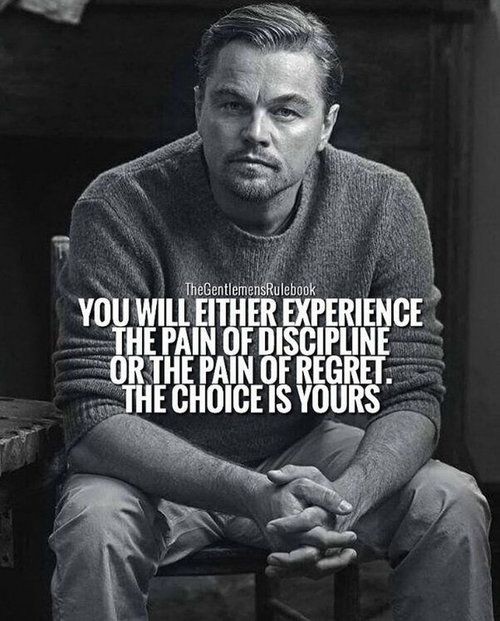 TheGentlemensRulebook
YOU WILL EITHER EXPERIENCE
THE PAIN OF DISCIPLINE
OR THE PAIN OF REGRET.
THE CHOICE IS YOURS